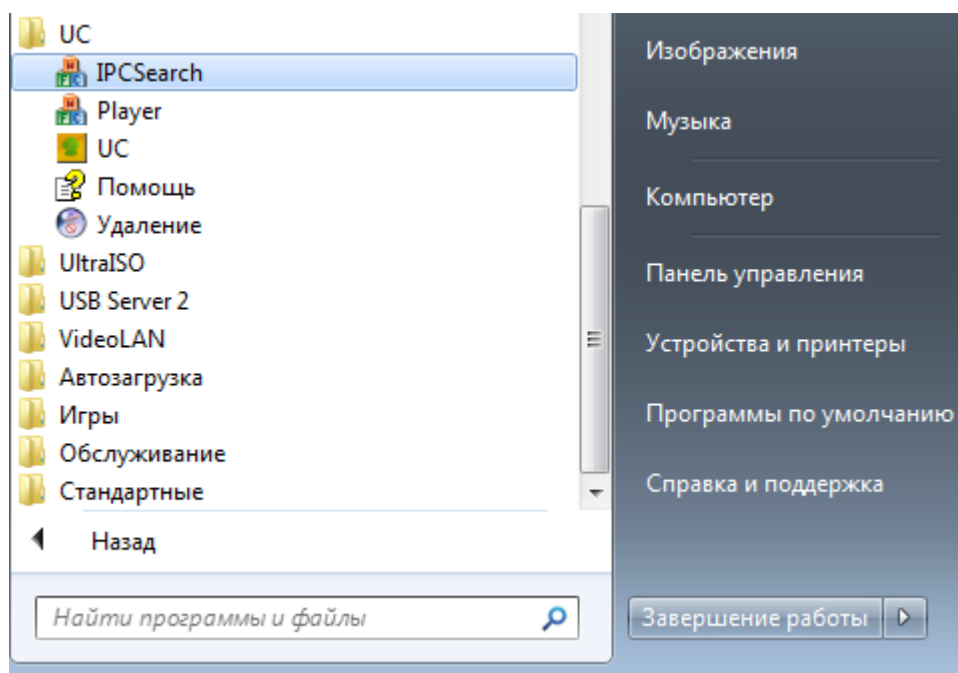 UC
IPCSearch
Player
UC
Помощь
Удаление
UltraISO
USB Server 2
VideoLAN
Автозагрузка
Игры
Обслуживание
Стандартные
Назад
Найти программы и файлы
Изображения
Музыка
Компьютер
Панель управления
Устройства и принтеры
Программы по умолчанию
Справка и поддержка
Завершение работы